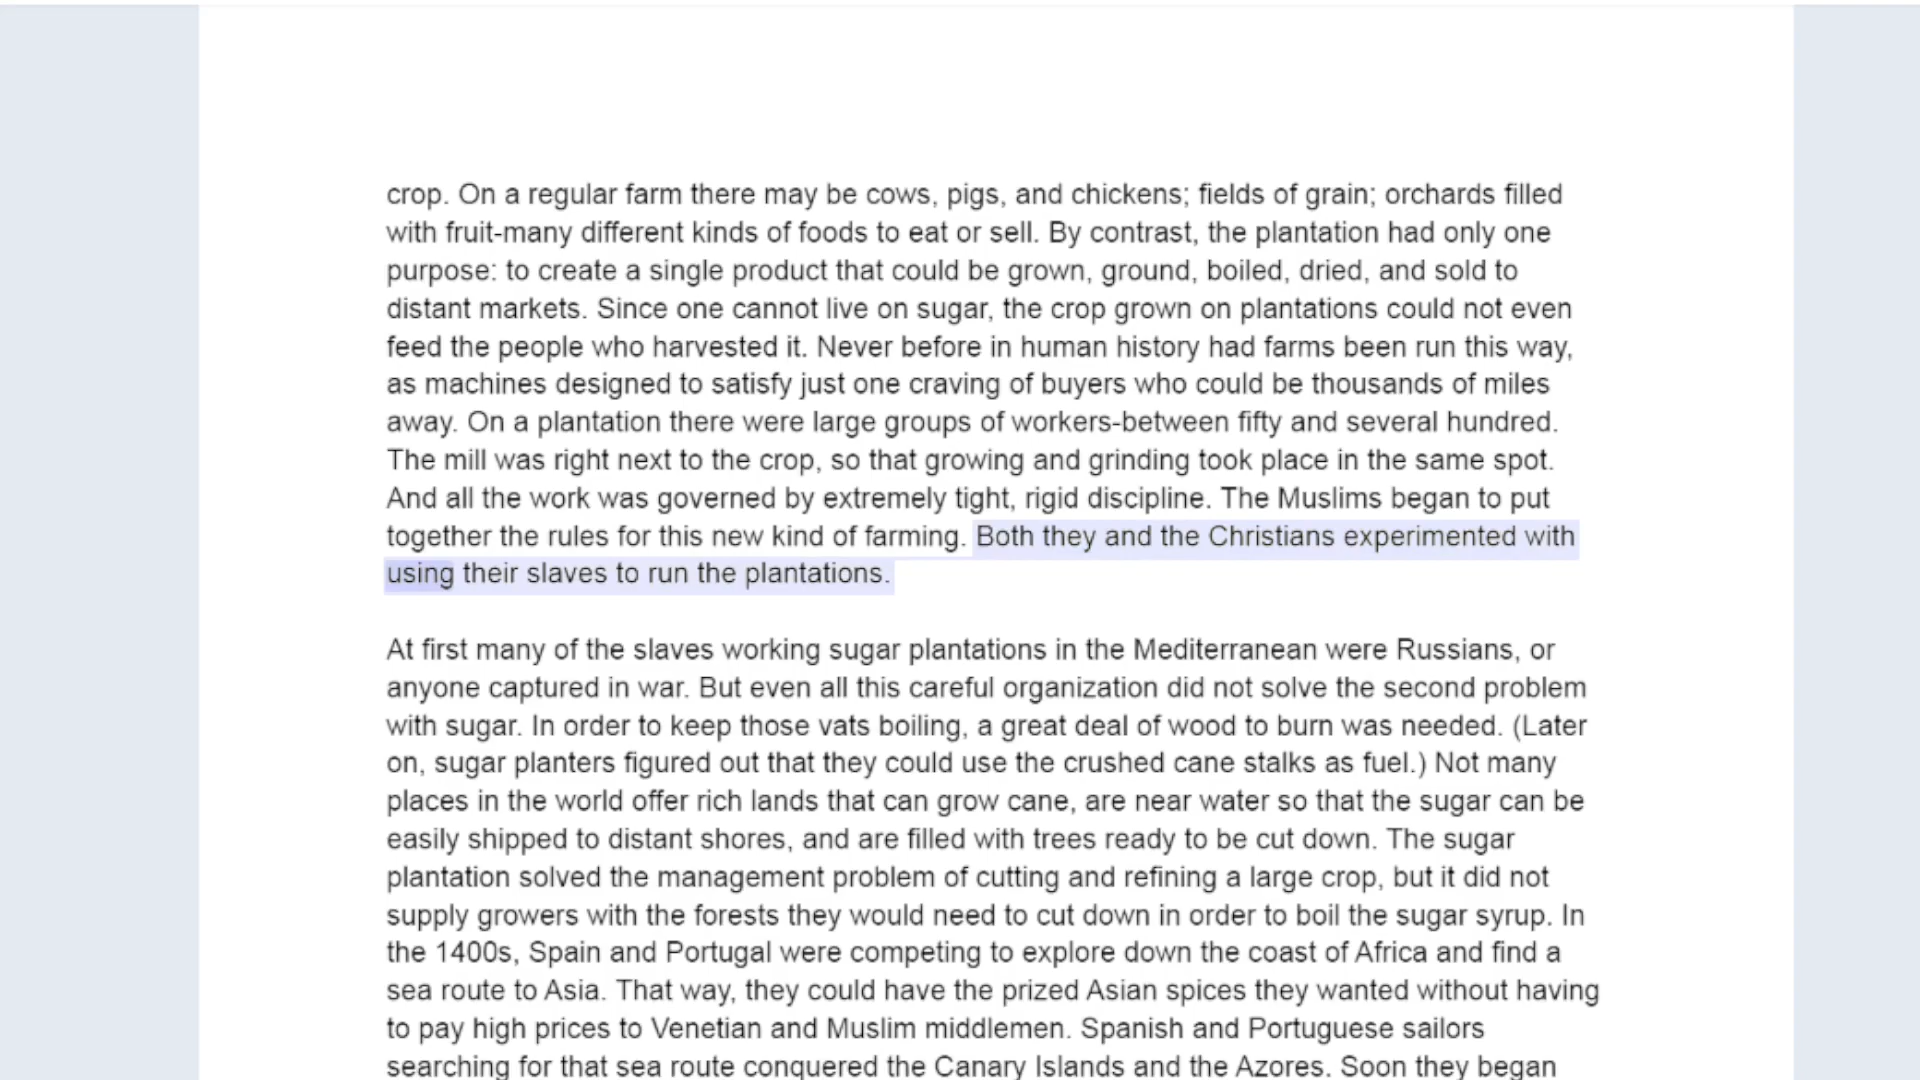 crop. On a regular farm there may be cows, pigs, and chickens; fields of grain; orchards filled
with fruit-many different kinds of foods to eat or sell. By contrast, the plantation had only one
purpose: to create a single product that could be grown, ground, boiled, dried, and sold to
distant markets. Since one cannot live on sugar, the crop grown on plantations could not even
feed the people who harvested it. Never before in human history had farms been run this way,
as machines designed to satisfy just one craving of buyers who could be thousands of miles
away. On a plantation there were large groups of workers-between fifty and several hundred.
The mill was right next to the crop, so that growing and grinding took place in the same spot.
And all the work was governed by extremely tight, rigid discipline. The Muslims began to put
together the rules for this new kind of farming. Both they and the Christians experimented with
using their slaves to run the plantations.
At first many of the slaves working sugar plantations in the Mediterranean were Russians, or
anyone captured in war. But even all this careful organization did not solve the second problem
with sugar. In order to keep those vats boiling, a great deal of wood to burn was needed. (Later
on, sugar planters figured out that they could use the crushed cane stalks as fuel.) Not many
places in the world offer rich lands that can grow cane, are near water so that the sugar can be
easily shipped to distant shores, and are filled with trees ready to be cut down. The sugar
plantation solved the management problem of cutting and refining a large crop, but it did not
supply growers with the forests they would need to cut down in order to boil the sugar syrup. In
the 1400s, Spain and Portugal were competing to explore down the coast of Africa and find a
sea route to Asia. That way, they could have the prized Asian spices they wanted without having
to pay high prices to Venetian and Muslim middlemen. Spanish and Portuguese sailors
searching for that sea route conquered the Canary Islands and the Azores. Soon they began